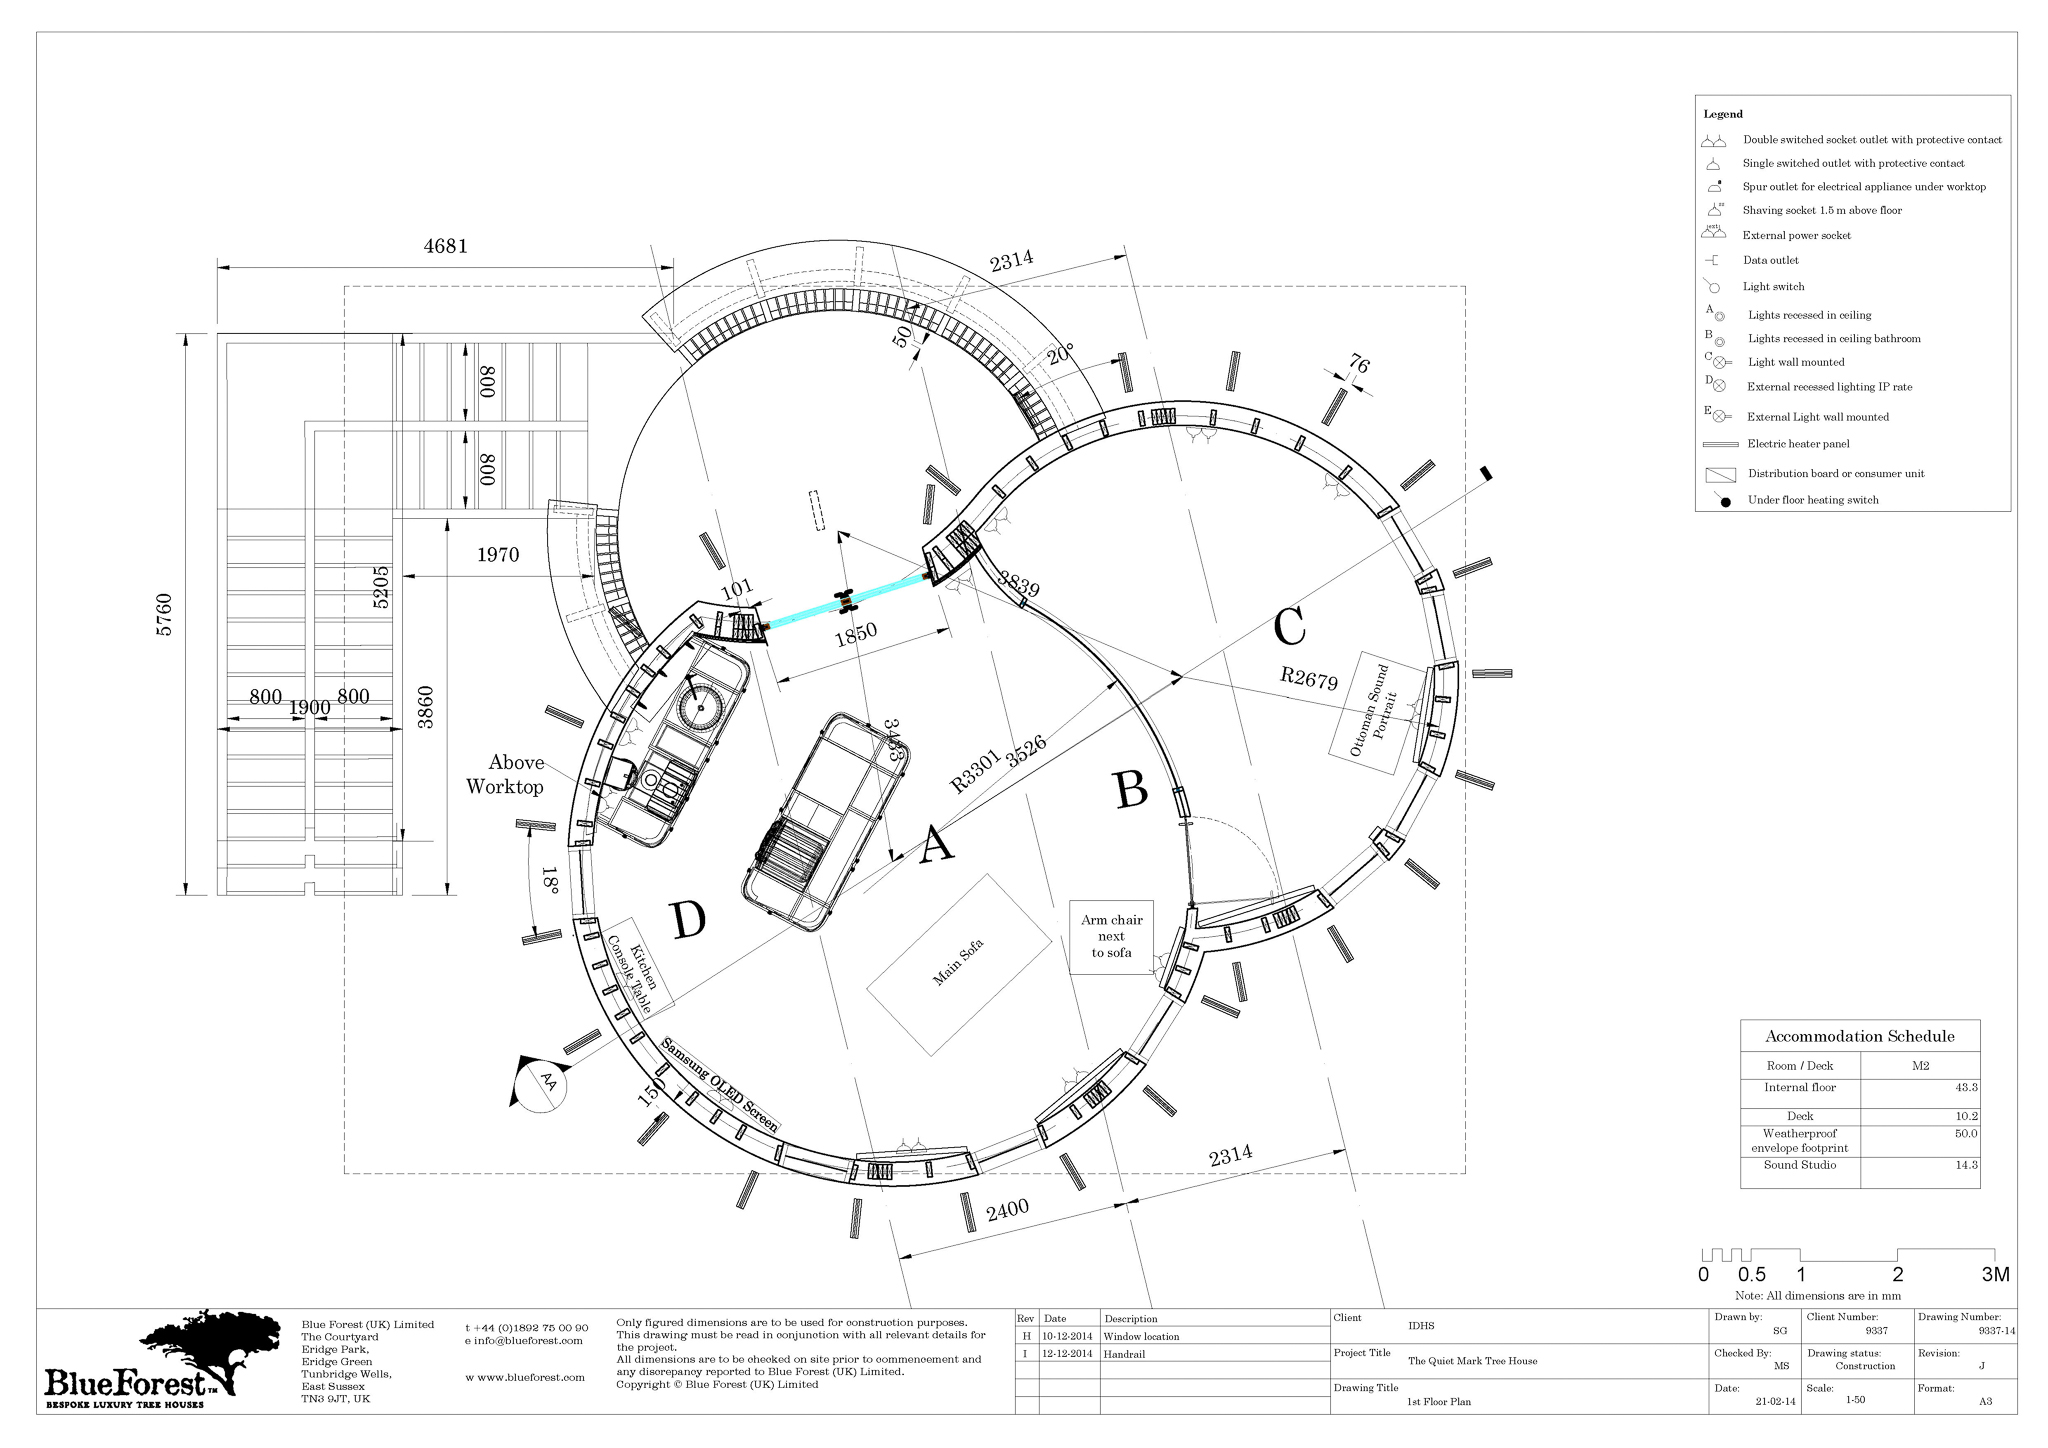 Legend
Double switched socket outlet with protective contact
Single switched outlet with protective contact
Spur outlet for electrical appliance under worktop
ss
Shaving socket 1.5 m above floor
ext
External power socket
Data outlet
Light switch
A Lights recessed in ceiling
B Lights recessed in ceiling bathroom
C Light wall mounted
D External recessed lighting IP rate
E External Light wall mounted
Electric heater panel
Distribution board or consumer unit
Under floor heating switch
4681
2314
50
20°
76
800
800
1970
5205
5760
101
1850
3839
C
R2679
Ottoman Sound
Portrait
800
1900
800
3860
3433
R3301
3526
Above
Worktop
B
A
18°
D
Arm chair
next
to sofa
Main Sofa
Kitchen
Console Table
Samsung OLED Screen
150
AA
2314
2400
Accommodation Schedule
Room / Deck M2
Internal floor 43.3
Deck 10.2
Weatherproof
envelope footprint 50.0
Sound Studio 14.3
0 0.5 1 2 3M
Note: All dimensions are in mm
BlueForest™
BESPOKE LUXURY TREE HOUSES
Blue Forest (UK) Limited
The Courtyard
Eridge Park,
Eridge Green
Tunbridge Wells,
East Sussex
TN3 9JT, UK
t +44 (0)1892 75 00 90
e info@blueforest.com
w www.blueforest.com
Only figured dimensions are to be used for construction purposes.
This drawing must be read in conjunction with all relevant details for
the project.
All dimensions are to be checked on site prior to commencement and
any discrepancy reported to Blue Forest (UK) Limited.
Copyright © Blue Forest (UK) Limited
Rev Date Description
H 10-12-2014 Window location
I 12-12-2014 Handrail
Client
IDHS
Project Title
The Quiet Mark Tree House
Drawing Title
1st Floor Plan
Drawn by:
SG
Client Number:
9337
Drawing Number:
9337-14
Checked By:
MS
Drawing status:
Construction
Revision:
J
Date:
21-02-14
Scale:
1-50
Format:
A3